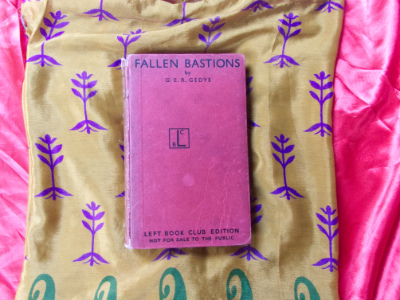 FALLEN BASTIONS
by
G. E. R. GEDYE
LEFT BOOK CLUB EDITION
NOT FOR SALE TO THE PUBLIC